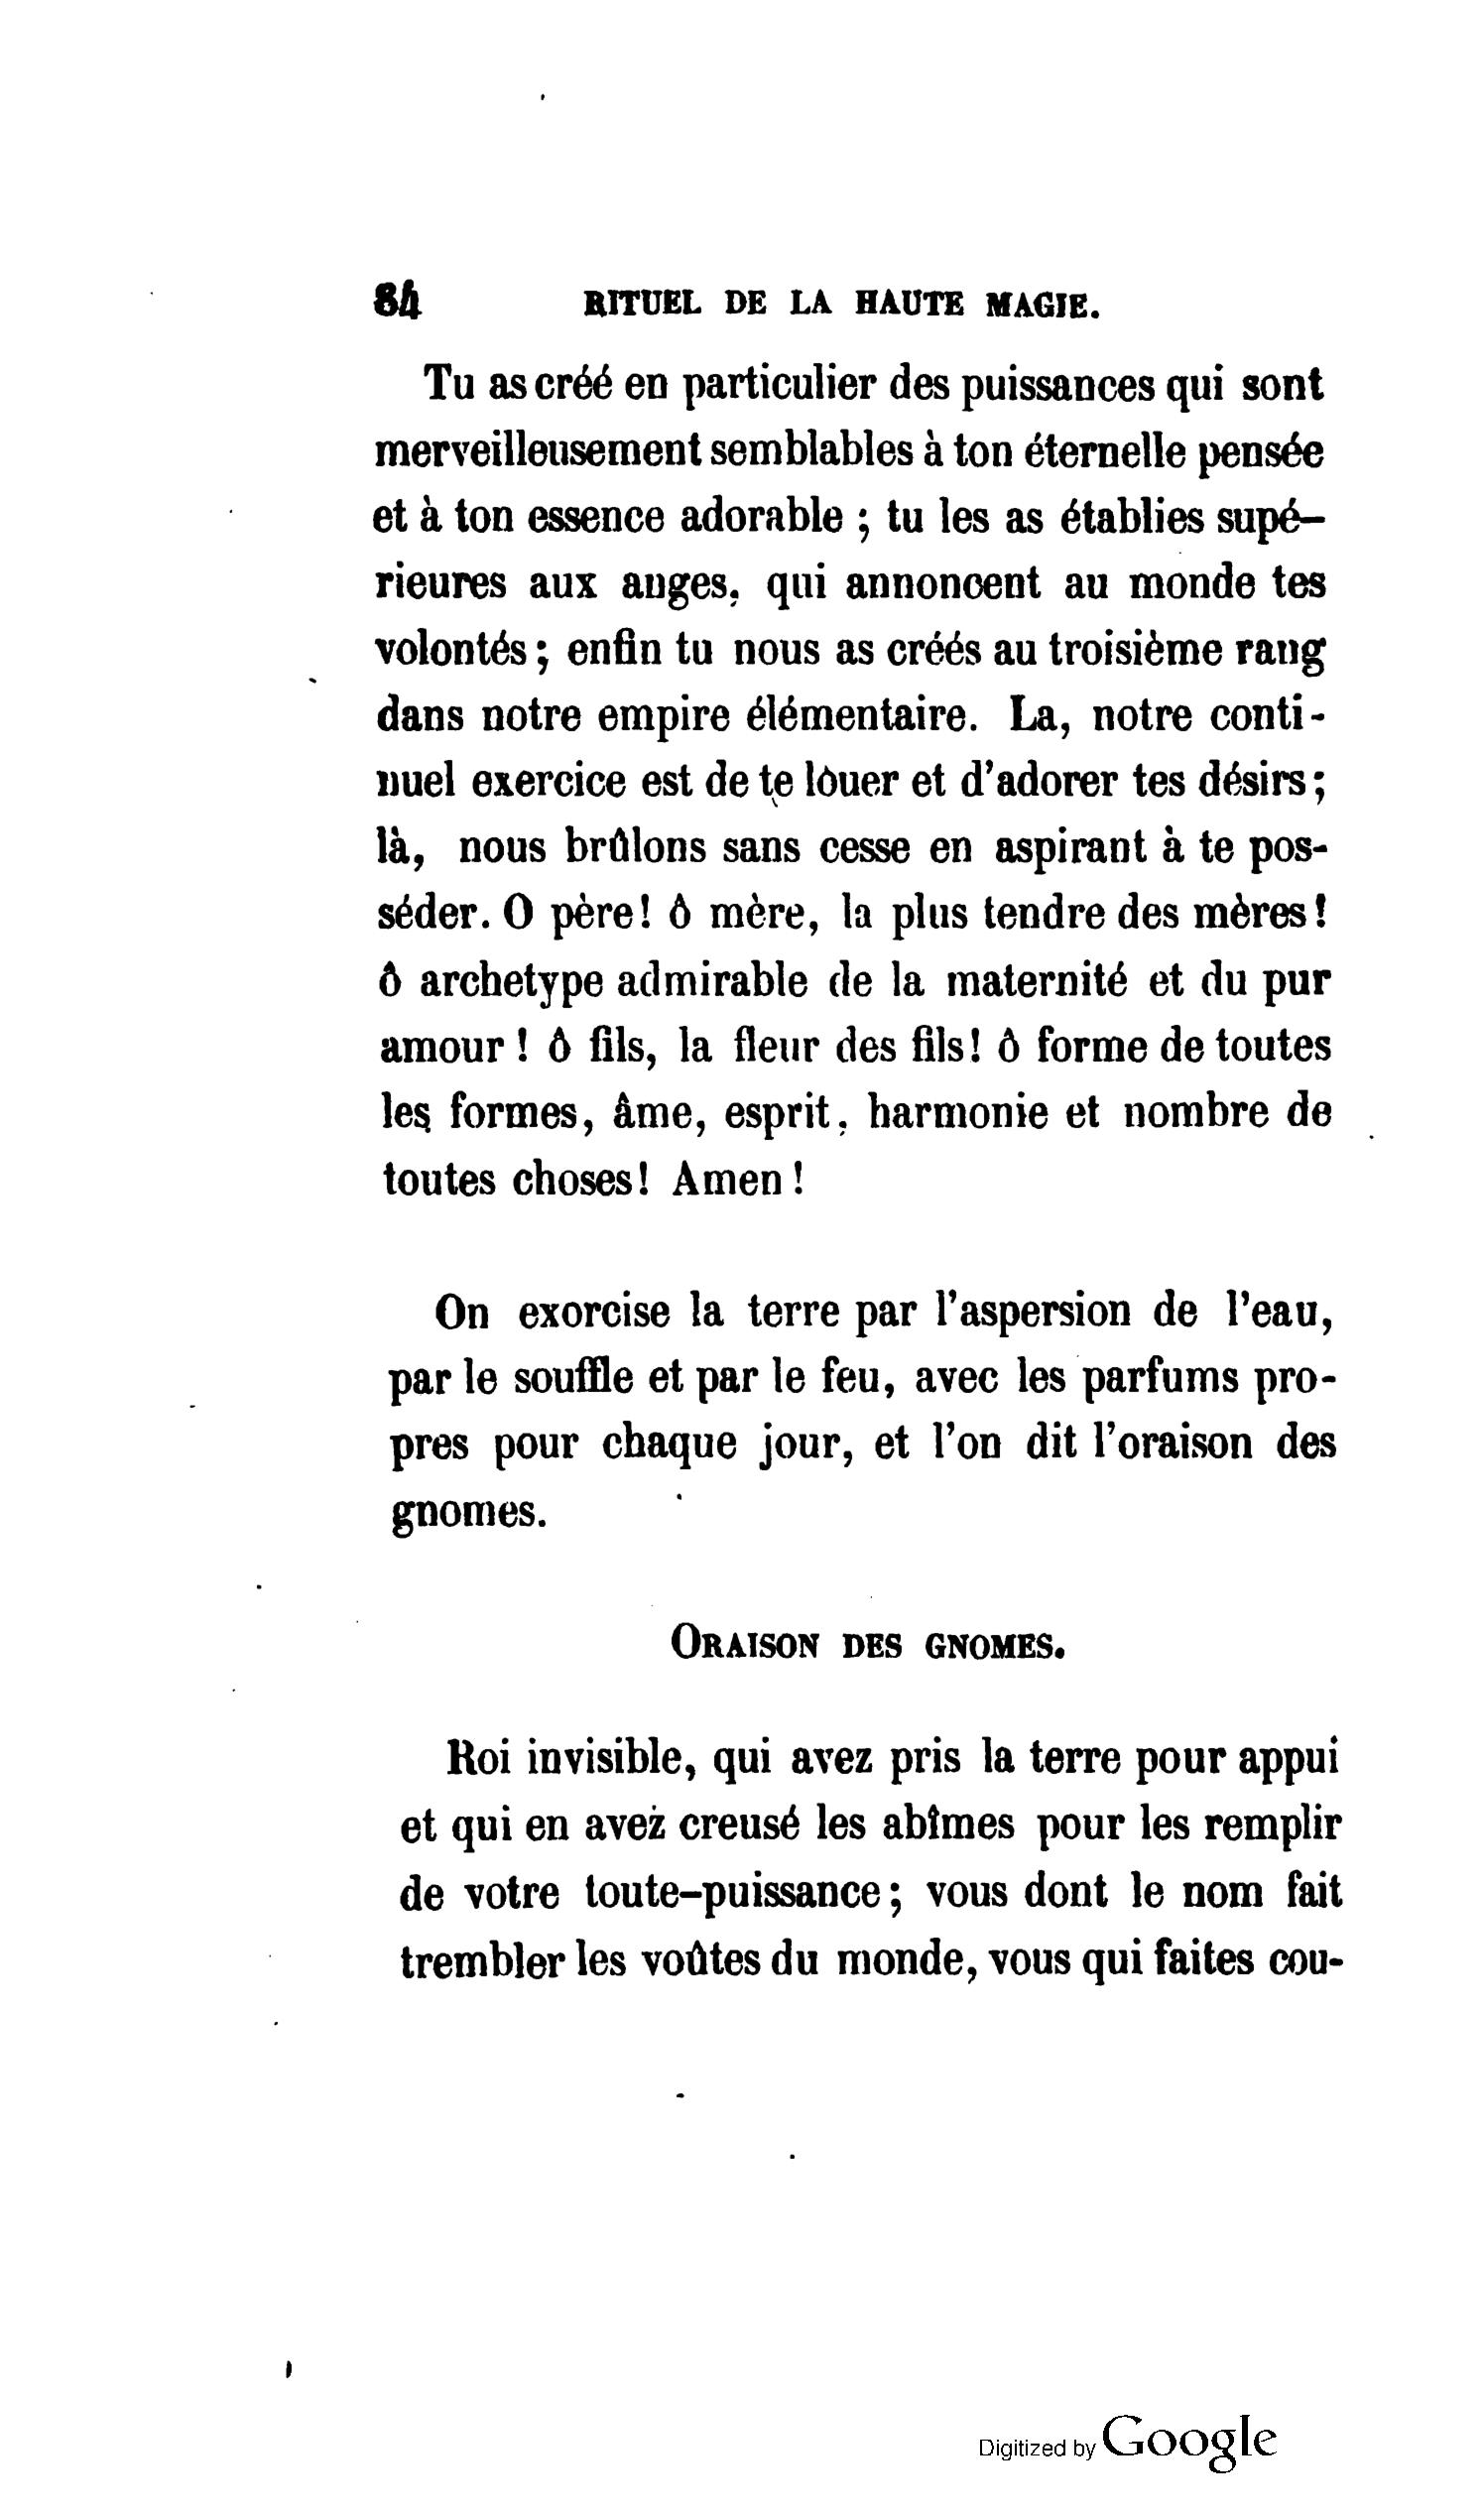 84 RITUEL DE LA HAUTE MAGIE.
Tu as créé en particulier des puissances qui sont
merveilleusement semblables à ton éternelle pensée
et à ton essence adorable ; tu les as établies supé–
rieures aux anges, qui annoncent au monde tes
volontés ; enfin tu nous as créés au troisième rang
dans notre empire élémentaire. La, notre conti-
nuel exercice est de te louer et d'adorer tes désirs ;
là, nous brûlons sans cesse en aspirant à te pos-
séder. O père! ô mère, la plus tendre des mères!
ô archetype admirable de la maternité et du pur
amour ! ô fils, la fleur des fils! ô forme de toutes
les formes, âme, esprit, harmonie et nombre de
toutes choses! Amen !
On exorcise la terre par l'aspersion de l'eau,
par le souffle et par le feu, avec les parfums pro-
pres pour chaque jour, et l'on dit l'oraison des
gnomes.
ORAISON DES GNOMES.
Roi invisible, qui avez pris la terre pour appui
et qui en avez creusé les abîmes pour les remplir
de votre toute–puissance ; vous dont le nom fait
trembler les voûtes du monde, vous qui faites cou-
Digitized by Google